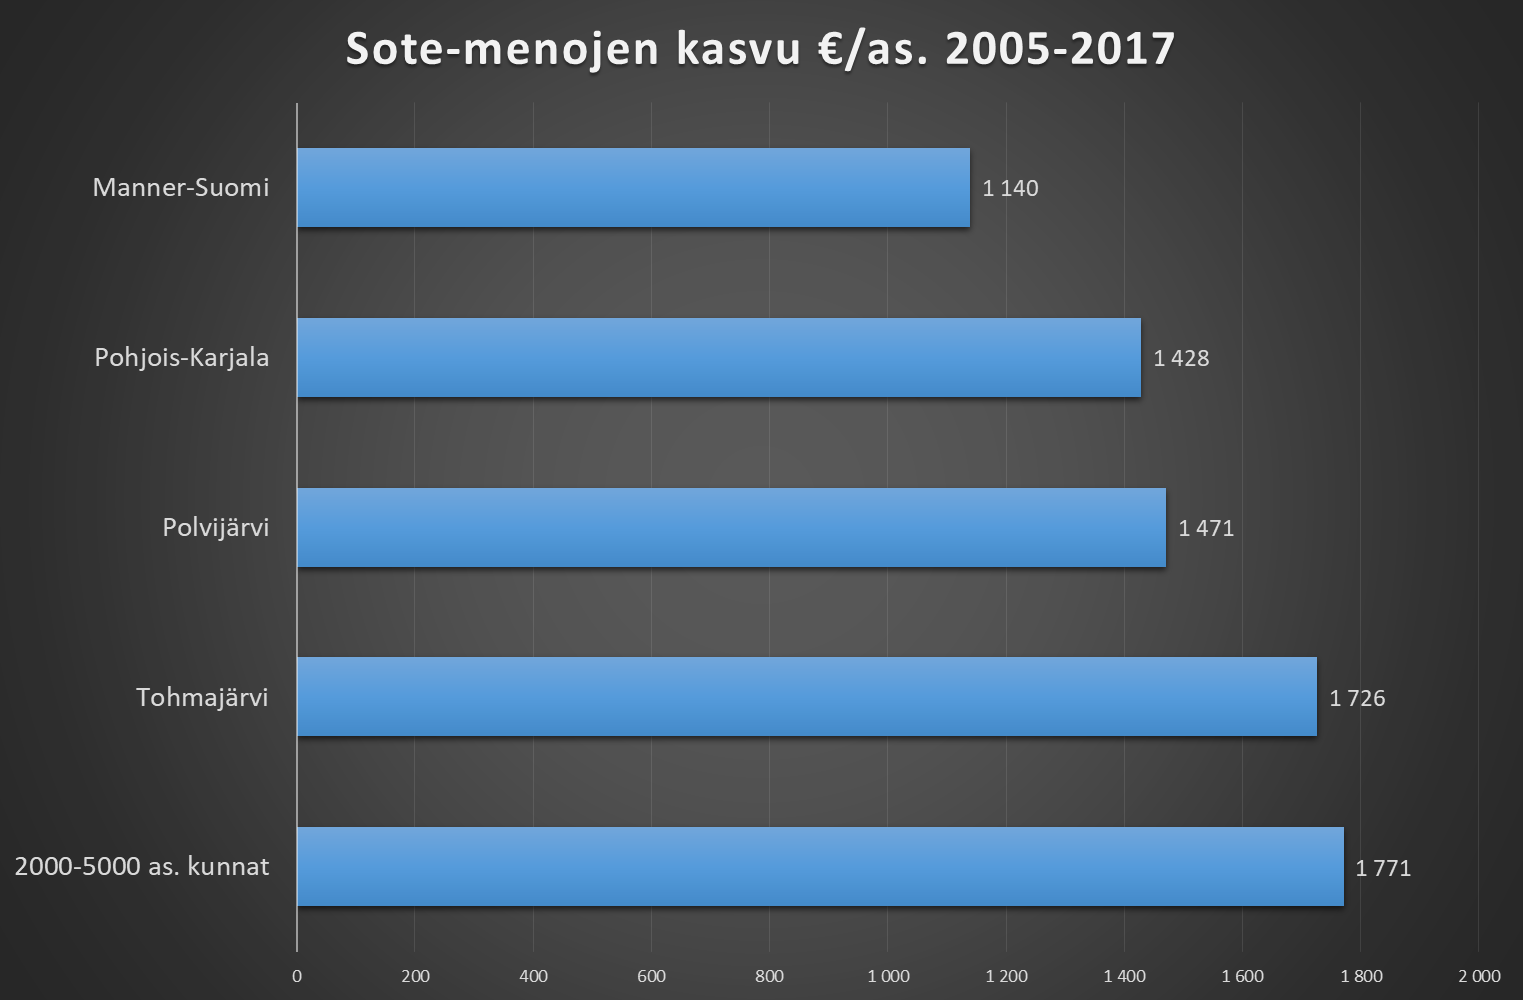 Sote-menojen kasvu €/as. 2005-2017
Manner-Suomi
1 140
Pohjois-Karjala
1 428
Polvijärvi
1 471
Tohmajärvi
1 726
2000-5000 as. kunnat
1 771
0 200 400 600 800 1 000 1 200 1 400 1 600 1 800 2 000